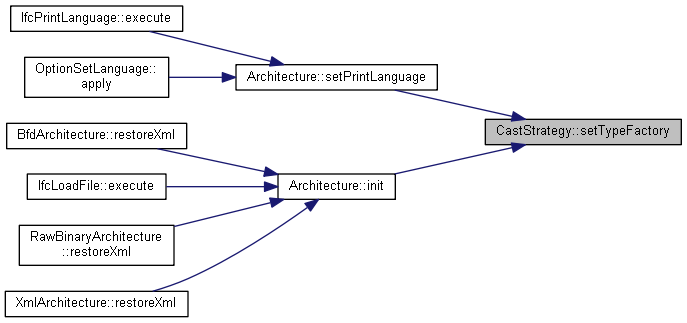 IfcPrintLanguage::execute
OptionSetLanguage::
apply
Architecture::setPrintLanguage
CastStrategy::setTypeFactory
BfdArchitecture::restoreXml
IfcLoadFile::execute
Architecture::init
RawBinaryArchitecture
::restoreXml
XmlArchitecture::restoreXml